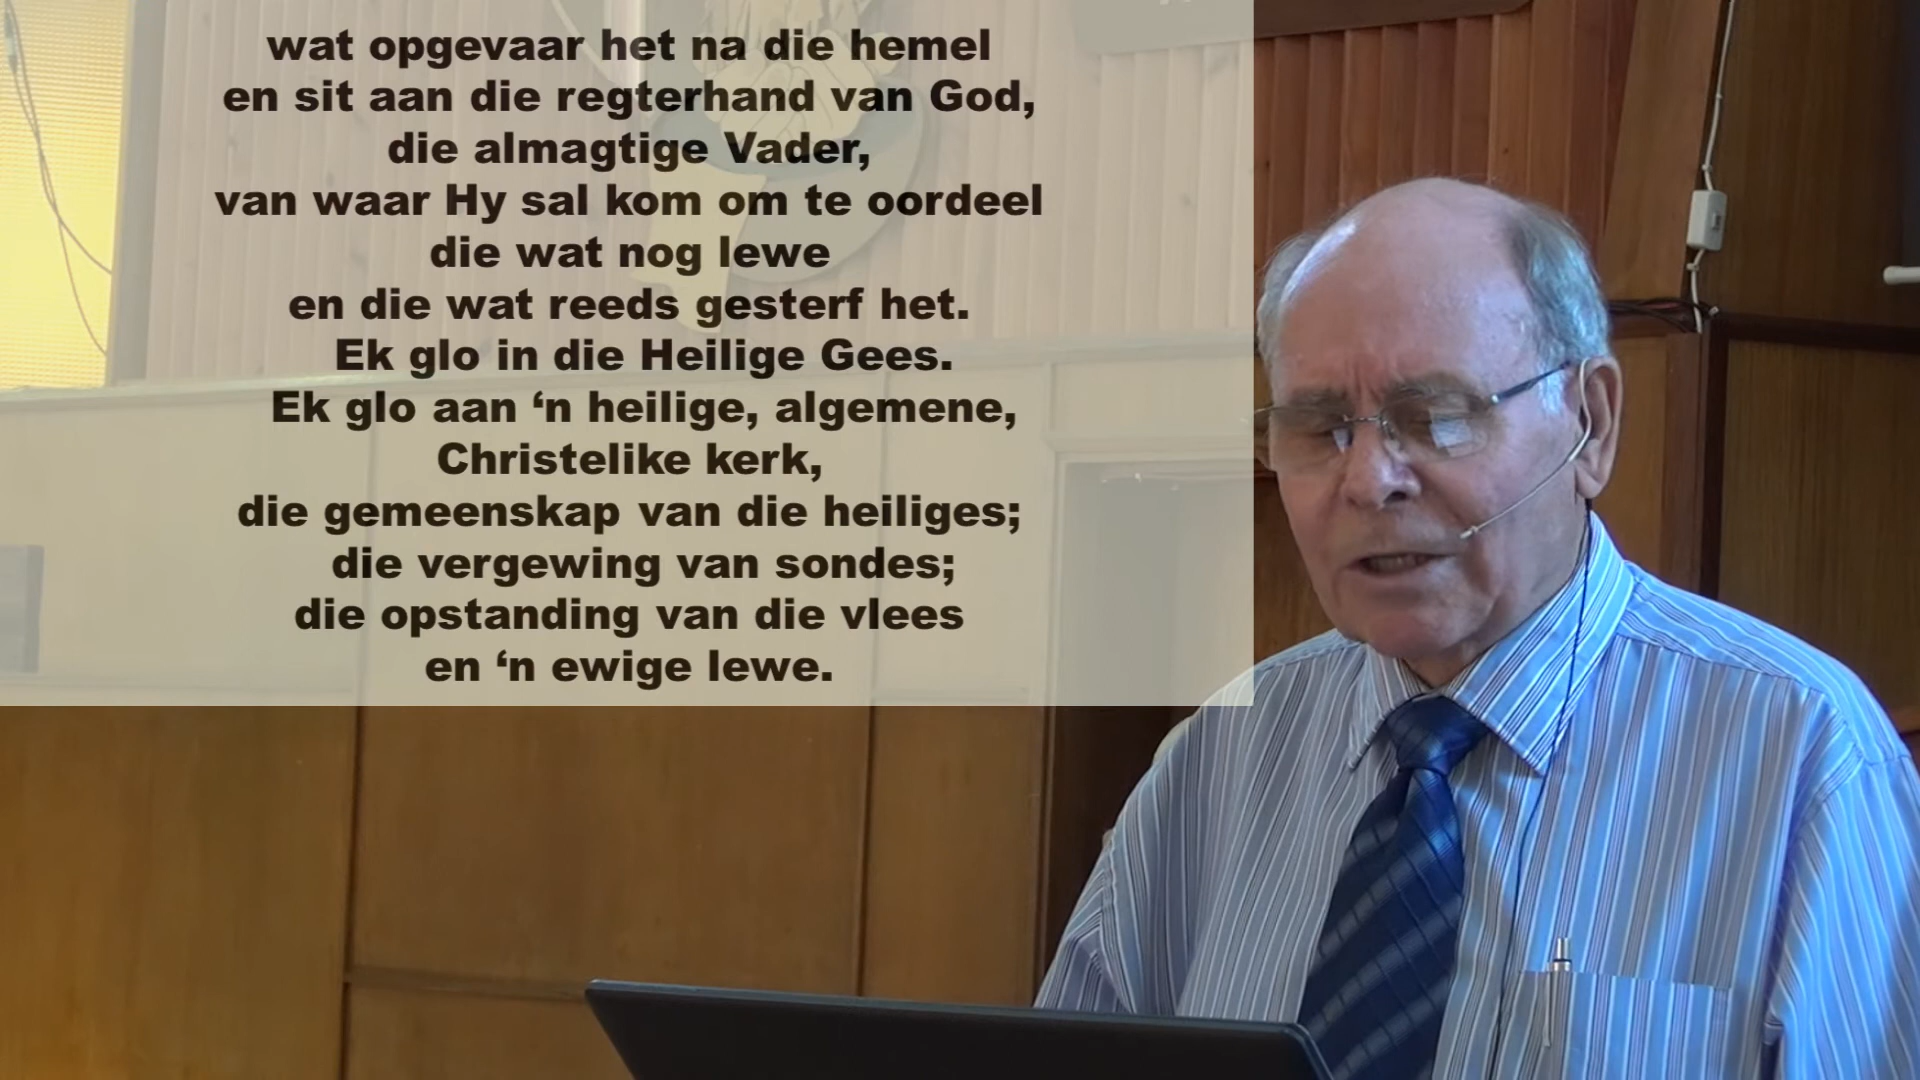 wat opgevaar het na die hemel
en sit aan die regterhand van God,
die almagtige Vader,
van waar Hy sal kom om te oordeel
die wat nog lewe
en die wat reeds gesterf het.
Ek glo in die Heilige Gees.
Ek glo aan ‘n heilige, algemene,
Christelike kerk,
die gemeenskap van die heiliges;
die vergewing van sondes;
die opstanding van die vlees
en ‘n ewige lewe.